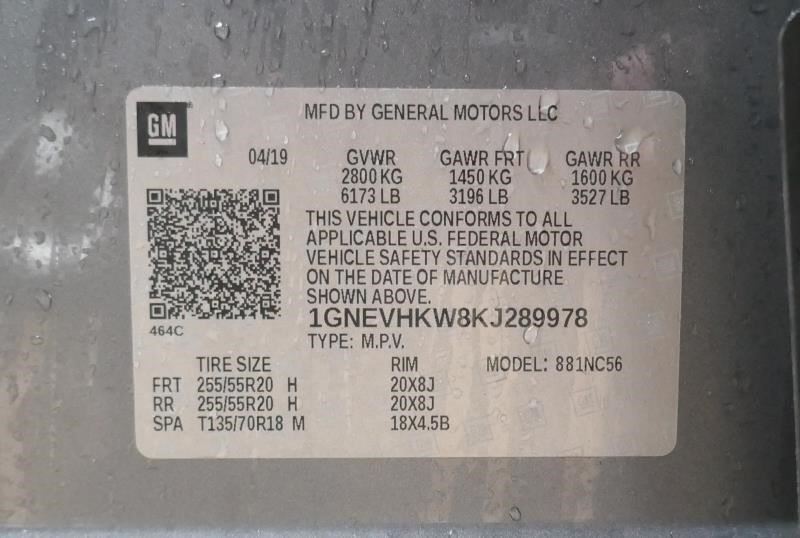 GM
MFD BY GENERAL MOTORS LLC
04/19 GVWR GAWR FRT GAWR RR
2800 KG 1450 KG 1600 KG
6173 LB 3196 LB 3527 LB
THIS VEHICLE CONFORMS TO ALL
APPLICABLE U.S. FEDERAL MOTOR
VEHICLE SAFETY STANDARDS IN EFFECT
ON THE DATE OF MANUFACTURE
SHOWN ABOVE.
1GNEVHKW8KJ289978
464C
TYPE: M.P.V.
TIRE SIZE RIM MODEL: 881NC56
FRT 255/55R20 H 20X8J
RR 255/55R20 H 20X8J
SPA T135/70R18 M 18X4.5B